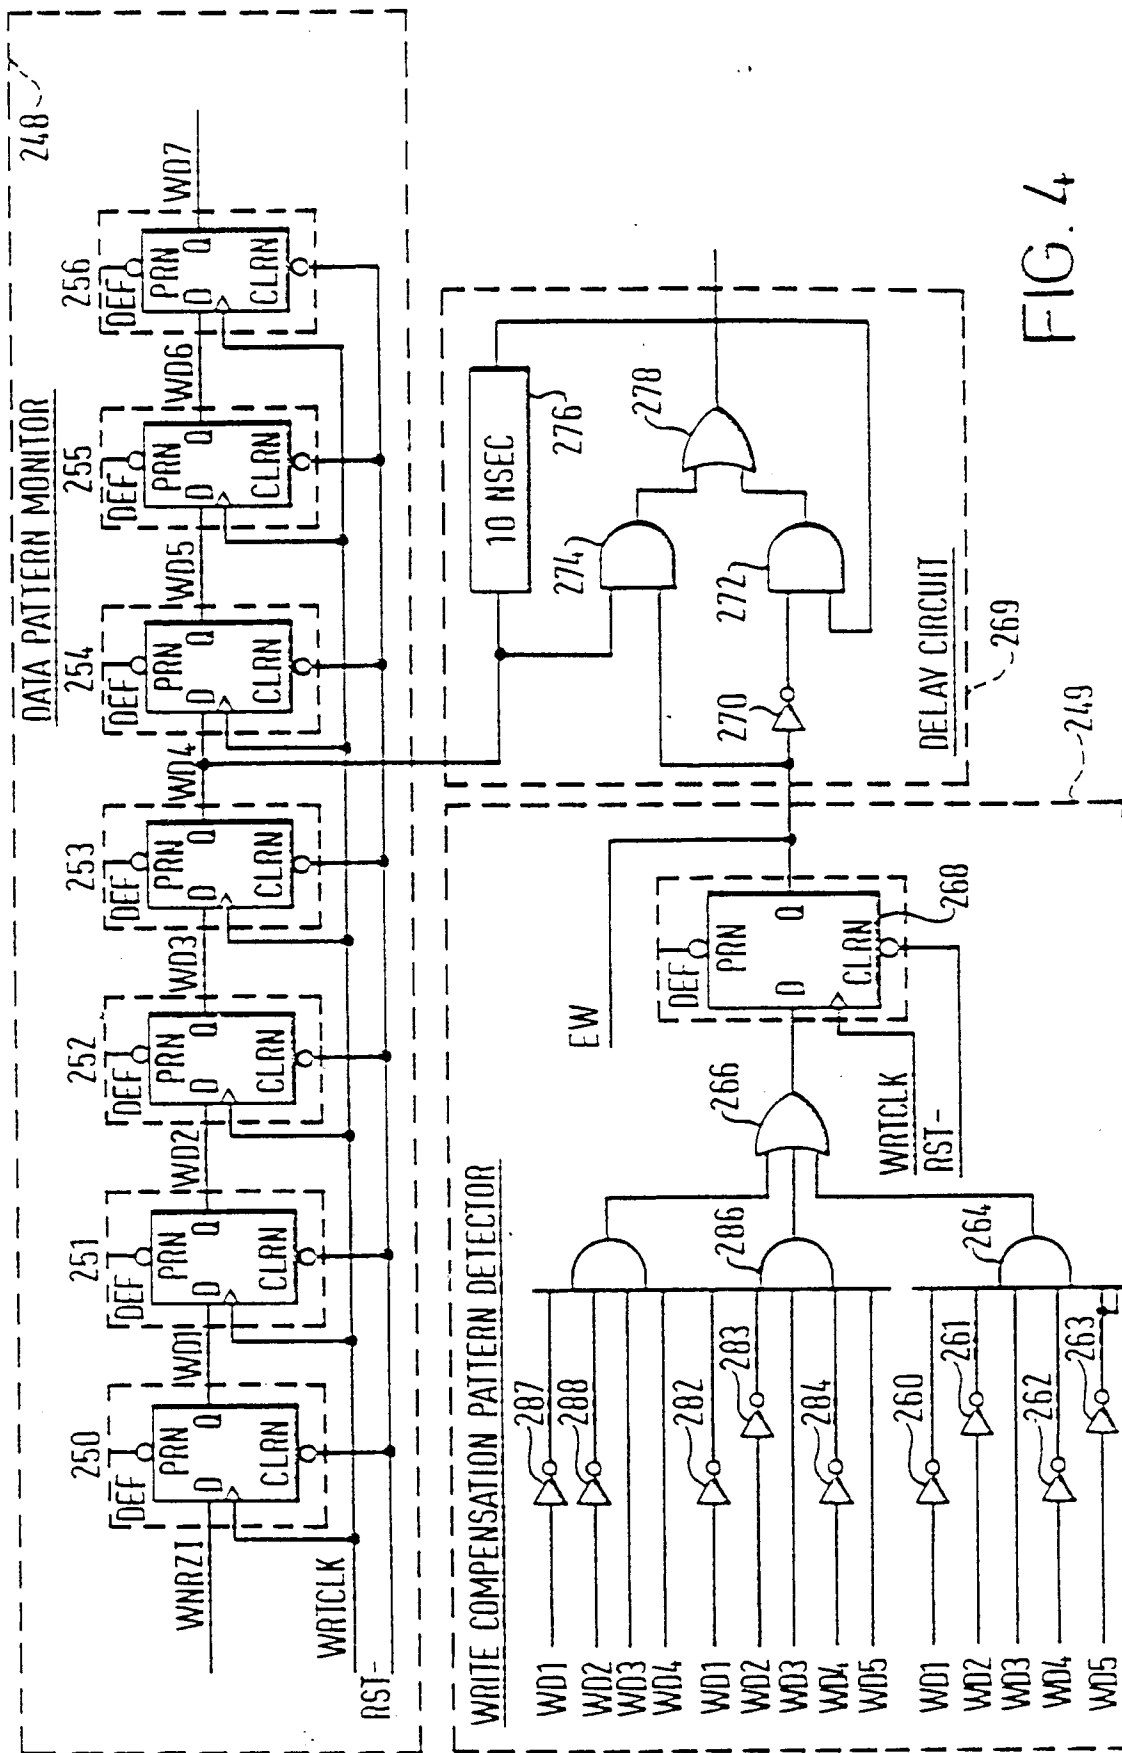 248
DATA PATTERN MONITOR
250 251 252 253 254 255 256
DEF DEF DEF DEF DEF DEF DEF
PRN PRN PRN PRN PRN PRN PRN
WNRZI WD1 WD2 WD3 WD4 WD5 WD6 WD7
D Q D Q D Q D Q D Q D Q D Q
CLRN CLRN CLRN CLRN CLRN CLRN CLRN
WRTCLK
RST-
WRITE COMPENSATION PATTERN DETECTOR
WD1 287
WD2 288
WD3
WD4
WD1 282
WD2 283
WD3 286
WD4 284
WD5
WD1 260
WD2 261
WD3 264
WD4 262
WD5 263
266
EW
DEF
PRN
D Q
CLRN
268
WRTCLK
RST-
249
10 NSEC
276
274
278
272
270
DELAY CIRCUIT
269
FIG. 4